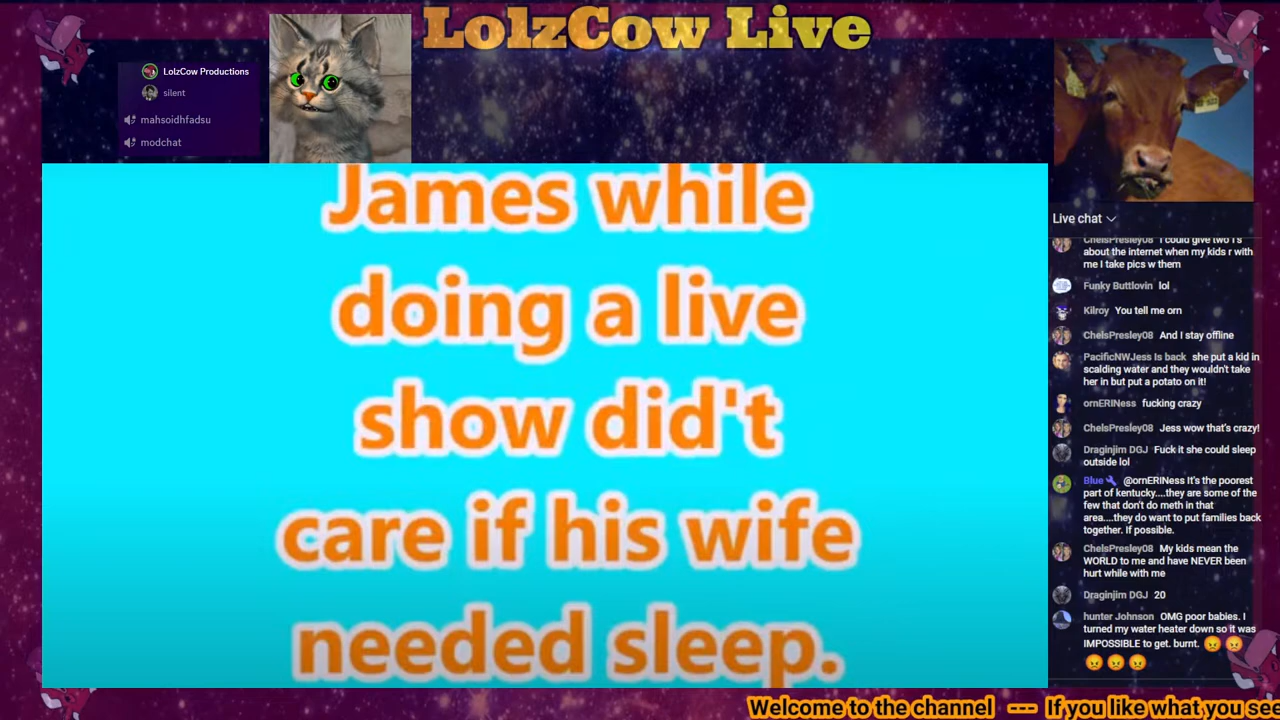 LolzCow Live
LolzCow Productions
silent
mahsoidhfadsu
modchat
James while
doing a live
show did't
care if his wife
needed sleep.
Live chat
ChelsPresley08 I could give two f's
about the internet when my kids r with
me I take pics w them
Funky Buttlovin lol
Kilroy You tell me orn
ChelsPresley08 And I stay offline
PacificNWJess Is back she put a kid in
scalding water and they wouldn't take
her in but put a potato on it!
ornERINess fucking crazy
ChelsPresley08 Jess wow that's crazy!
Draginjim DGJ Fuck it she could sleep
outside lol
Blue @ornERINess It's the poorest
part of kentucky....they are some of the
few that don't do meth in that
area....they do want to put families back
together. If possible.
ChelsPresley08 My kids mean the
WORLD to me and have NEVER been
hurt while with me
Draginjim DGJ 20
hunter Johnson OMG poor babies. I
turned my water heater down so it was
IMPOSSIBLE to get. burnt. 😡 😡
😡 😡 😡
Welcome to the channel --- If you like what you see